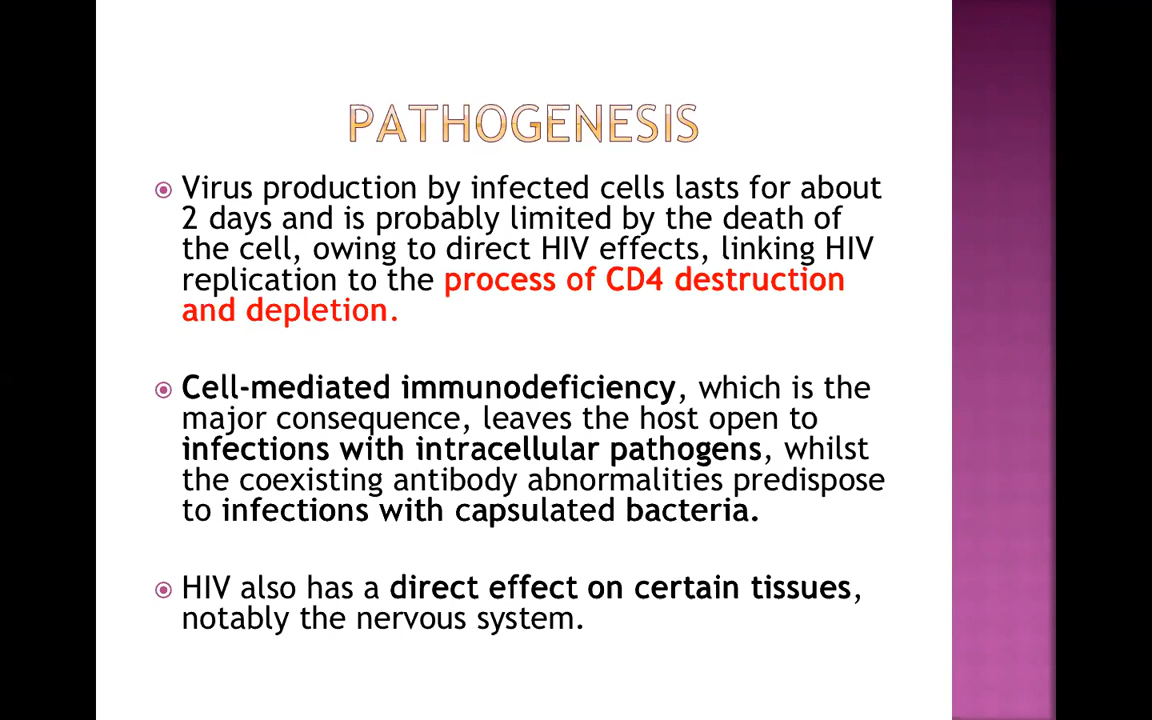 PATHOGENESIS
Virus production by infected cells lasts for about
2 days and is probably limited by the death of
the cell, owing to direct HIV effects, linking HIV
replication to the process of CD4 destruction
and depletion.
Cell-mediated immunodeficiency, which is the
major consequence, leaves the host open to
infections with intracellular pathogens, whilst
the coexisting antibody abnormalities predispose
to infections with capsulated bacteria.
HIV also has a direct effect on certain tissues,
notably the nervous system.